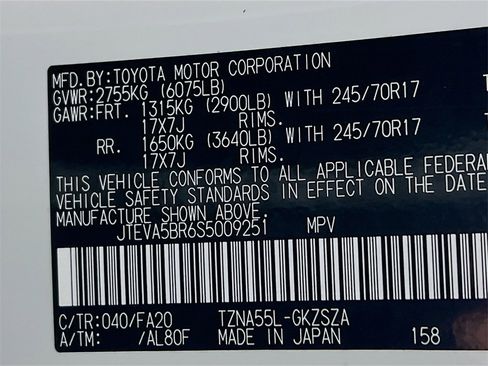 MFD.BY:TOYOTA MOTOR CORPORATION
GVWR:2755KG (6075LB)
GAWR:FRT. 1315KG (2900LB) WITH 245/70R17
17X7J RIMS.
RR. 1650KG (3640LB) WITH 245/70R17
17X7J RIMS.
THIS VEHICLE CONFORMS TO ALL APPLICABLE FEDERA
VEHICLE SAFETY STANDARDS IN EFFECT ON THE DATE
MANUFACTURE SHOWN ABOVE.
JTEVA5BR6S5009251 MPV
C/TR:040/FA20 TZNA55L-GKZSZA
A/TM: /AL80F MADE IN JAPAN 158